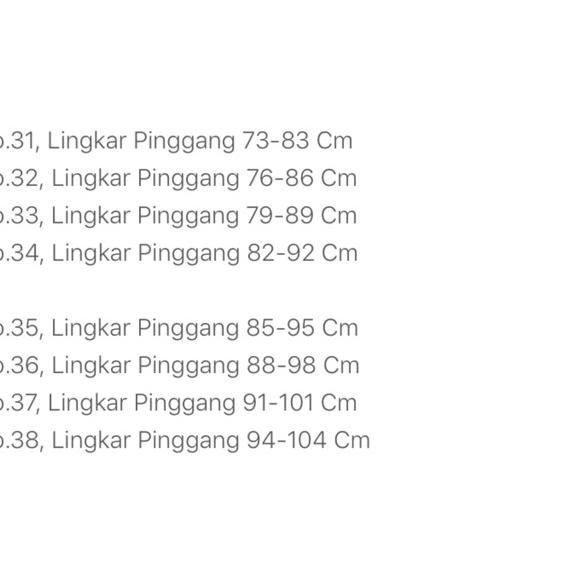 o.31, Lingkar Pinggang 73-83 Cm
o.32, Lingkar Pinggang 76-86 Cm
o.33, Lingkar Pinggang 79-89 Cm
o.34, Lingkar Pinggang 82-92 Cm
o.35, Lingkar Pinggang 85-95 Cm
o.36, Lingkar Pinggang 88-98 Cm
o.37, Lingkar Pinggang 91-101 Cm
o.38, Lingkar Pinggang 94-104 Cm